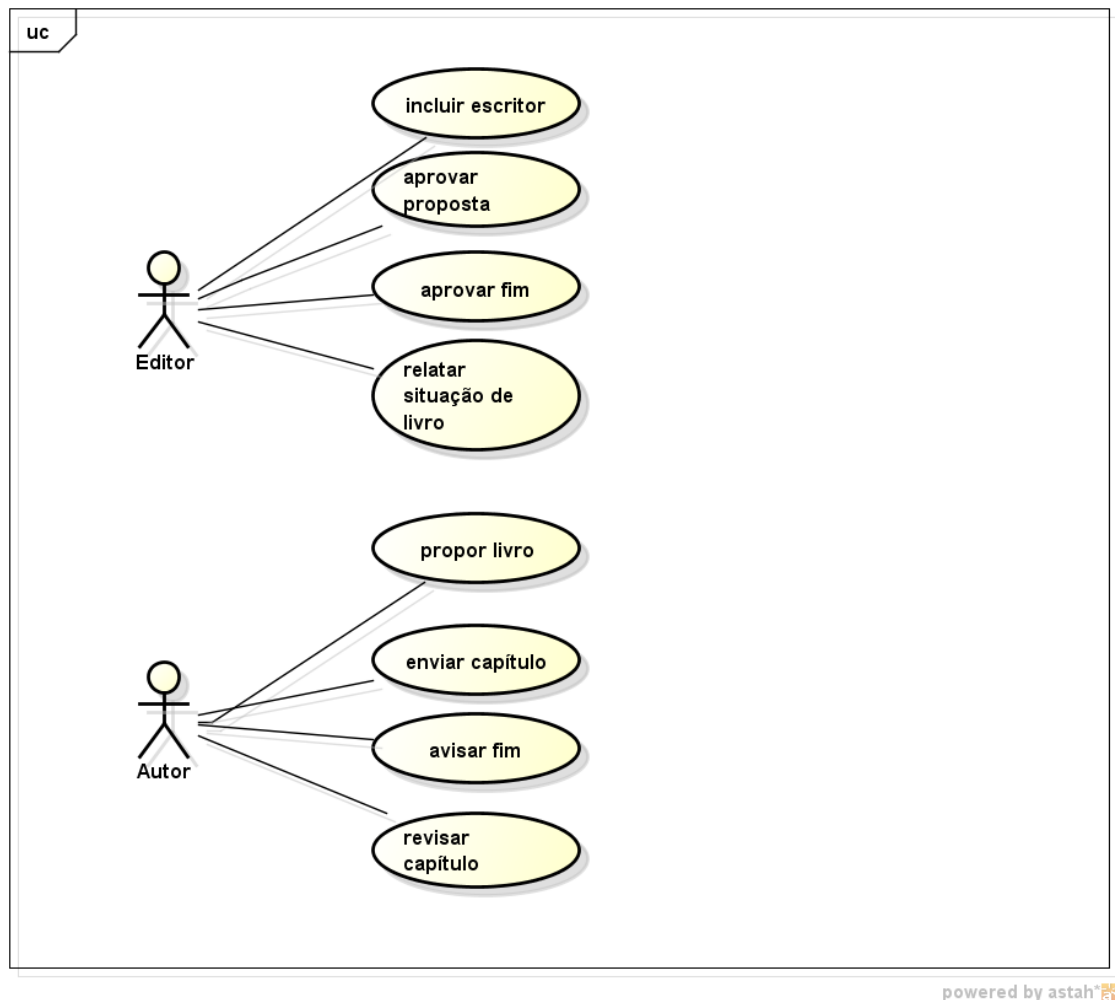 uc
incluir escritor
aprovar
proposta
aprovar fim
relatar
situação de
livro
Editor
propor livro
enviar capítulo
avisar fim
revisar
capítulo
Autor
powered by astah*